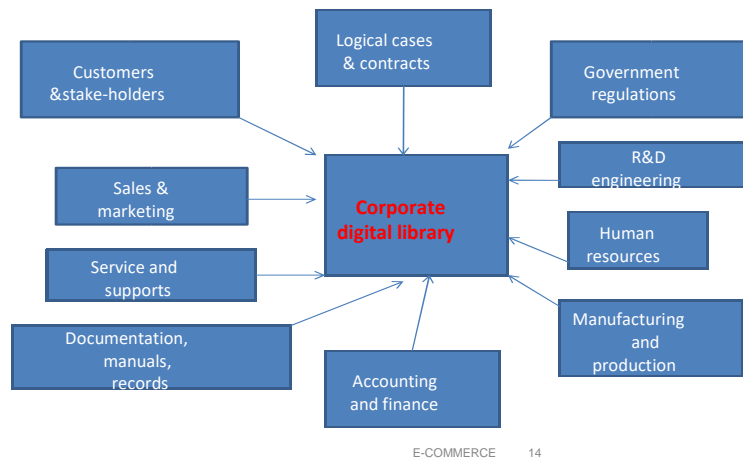 Logical cases
& contracts
Customers
&stake-holders
Government
regulations
R&D
engineering
Sales &
marketing
Corporate
digital library
Human
resources
Service and
supports
Manufacturing
and
production
Documentation,
manuals,
records
Accounting
and finance
E-COMMERCE 14